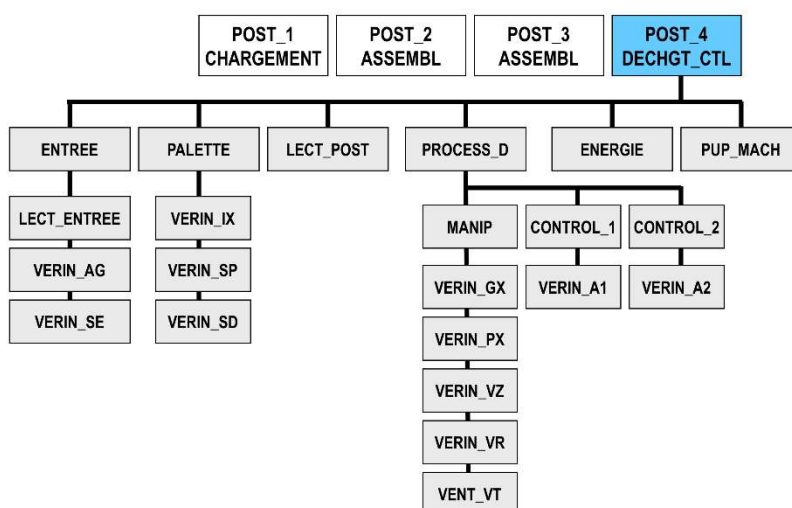 POST_1
CHARGEMENT
POST_2
ASSEMBL
POST_3
ASSEMBL
POST_4
DECHGT_CTL
ENTREE
PALETTE
LECT_POST
PROCESS_D
ENERGIE
PUP_MACH
LECT_ENTREE
VERIN_AG
VERIN_SE
VERIN_IX
VERIN_SP
VERIN_SD
MANIP
CONTROL_1
CONTROL_2
VERIN_GX
VERIN_PX
VERIN_VZ
VERIN_VR
VENT_VT
VERIN_A1
VERIN_A2